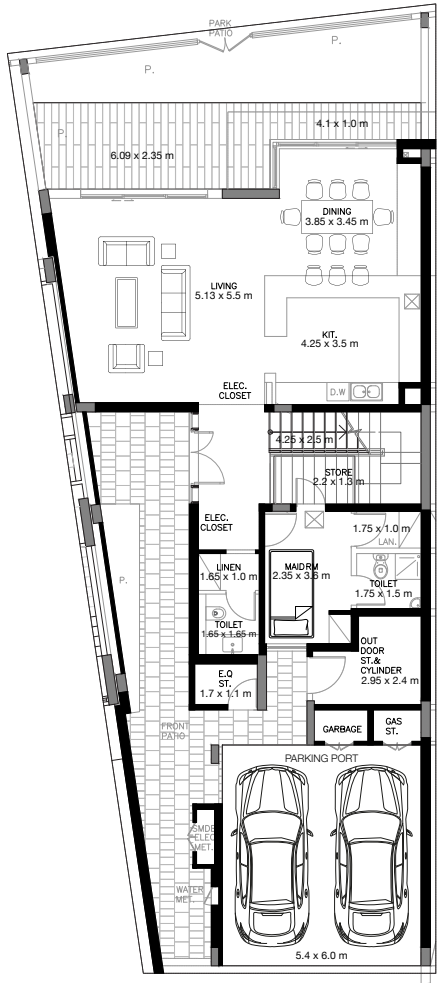 PARK
PATIO
P.
P.
P.
4.1 x 1.0 m
6.09 x 2.35 m
DINING
3.85 x 3.45 m
LIVING
5.13 x 5.5 m
KIT.
4.25 x 3.5 m
ELEC.
CLOSET
D.W
4.25 x 2.5 m
STORE
2.2 x 1.3 m
ELEC.
CLOSET
1.75 x 1.0 m
LAN.
LINEN
1.65 x 1.0 m
MAIDRM
2.35 x 3.6 m
TOILET
1.75 x 1.5 m
P.
TOILET
1.65 x 1.65 m
OUT
DOOR
ST.&
CYLINDER
2.95 x 2.4 m
E.Q
ST.
1.7 x 1.1 m
FRONT
PATIO
GARBAGE
GAS
ST.
PARKING PORT
SMDB
ELEC
MET.
WATER
MET.
5.4 x 6.0 m